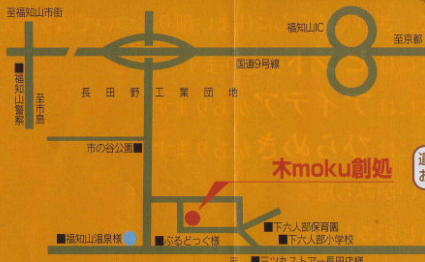 至福知山市街
福知山IC
至京都
国道9号線
■福知山警察
至市島
長田野工業団地
市の谷公園■
木moku創処
■下六人部保育園
■下六人部小学校
■福知山温泉様
■ぶるどっぐ様